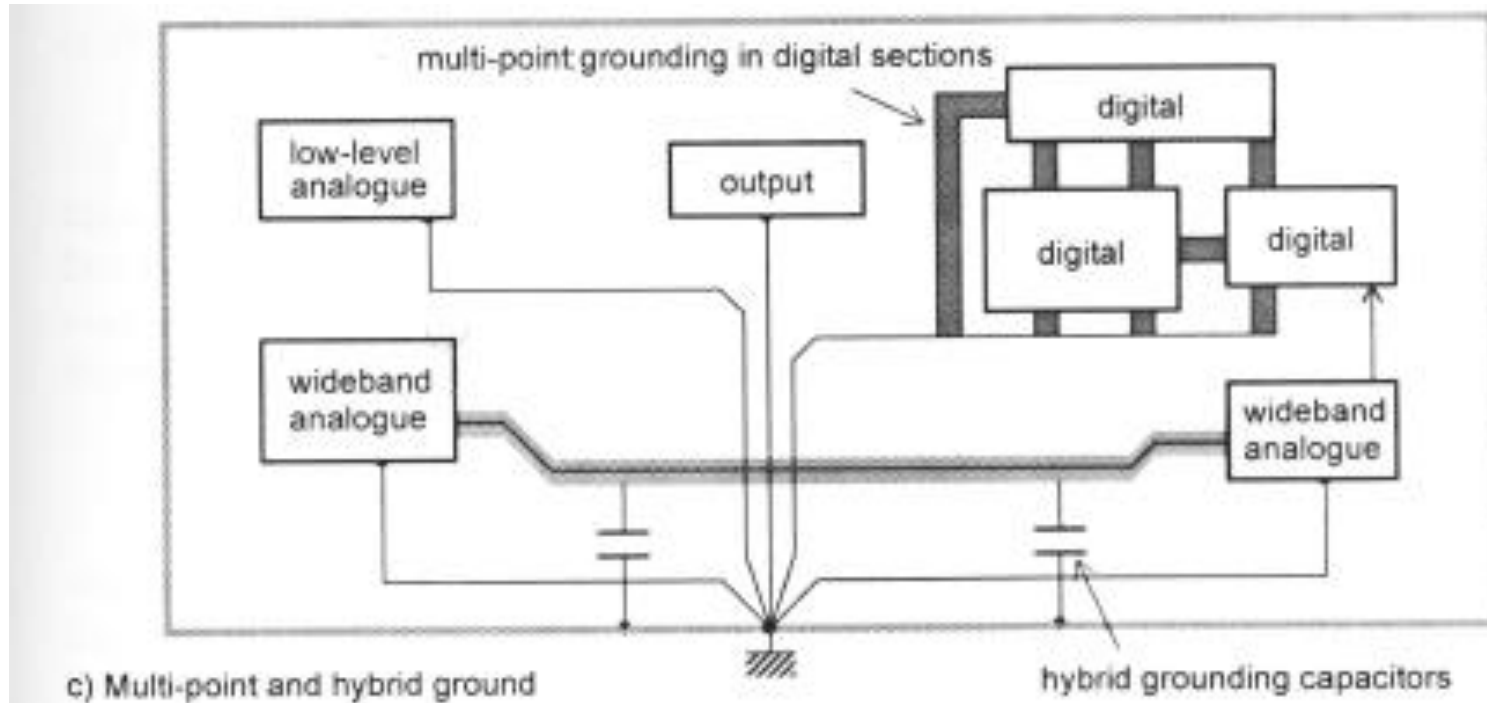 multi-point grounding in digital sections
digital
low-level
analogue
output
digital
digital
wideband
analogue
wideband
analogue
c) Multi-point and hybrid ground
hybrid grounding capacitors